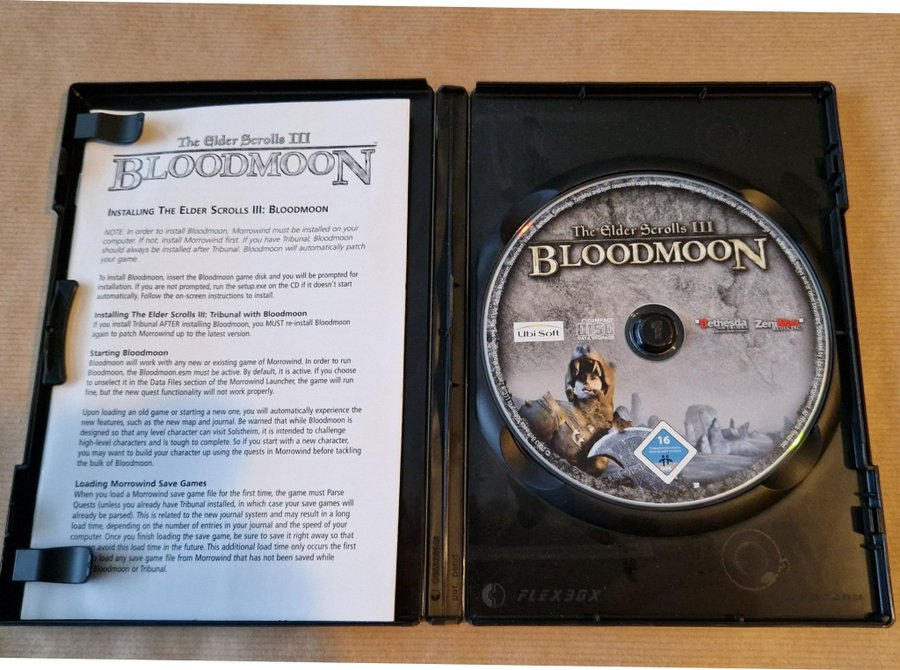 The Elder Scrolls III
BLOODMOON
INSTALLING THE ELDER SCROLLS III: BLOODMOON
NOTE: In order to install Bloodmoon, Morrowind must be installed on your
computer. If not, install Morrowind first. If you have Tribunal, Bloodmoon
should always be installed after Tribunal. Bloodmoon will automatically patch
your game.
To install Bloodmoon, insert the Bloodmoon game disk and you will be prompted for
installation. If you are not prompted, run the setup.exe on the CD if it doesn't start
automatically. Follow the on-screen instructions to install.
Installing The Elder Scrolls III: Tribunal with Bloodmoon
If you install Tribunal AFTER installing Bloodmoon, you MUST re-install Bloodmoon
again to patch Morrowind up to the latest version.
Starting Bloodmoon
Bloodmoon will work with any new or existing game of Morrowind. In order to run
Bloodmoon, the Bloodmoon.esm must be active. By default, it is active. If you choose
to unselect it in the Data Files section of the Morrowind Launcher, the game will run
fine, but the new quest functionality will not work properly.
Upon loading an old game or starting a new one, you will automatically experience the
new features, such as the new map and journal. Be warned that while Bloodmoon is
designed so that any level character can visit Solstheim, it is intended to challenge
high-level characters and is tough to complete. So if you start with a new character,
you may want to build your character up using the quests in Morrowind before tackling
the bulk of Bloodmoon.
Loading Morrowind Save Games
When you load a Morrowind save game file for the first time, the game must Parse
Quests (unless you already have Tribunal installed, in which case your save games will
already be parsed). This is related to the new journal system and may result in a long
load time, depending on the number of entries in your journal and the speed of your
computer. Once you finish loading the save game, be sure to save it right away so that
avoid this load time in the future. This additional load time only occurs the first
load any save game file from Morrowind that has not been saved while
Bloodmoon or Tribunal.
The Elder Scrolls III
BLOODMOON
Ubi Soft
COMPACT
disc
DATA STORAGE
Bethesda
ZeniMax
16
FLEXBOX